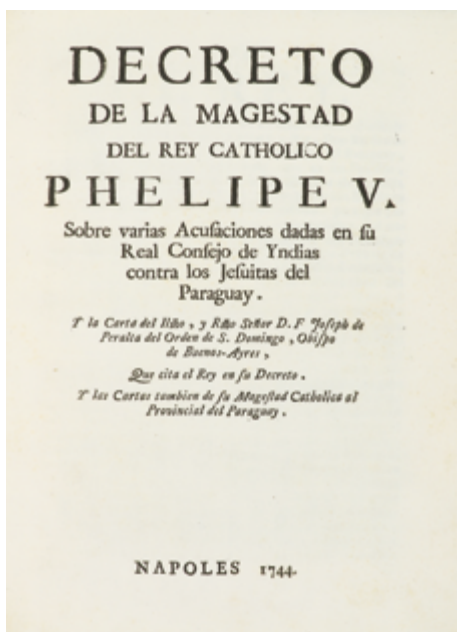 DECRETO
DE LA MAGESTAD
DEL REY CATHOLICO
PHELIPE V.
Sobre varias Acuſaciones dadas en ſu
Real Conſejo de Yndias
contra los Jeſuitas del
Paraguay.
Y la Carta del Illño, y Rño Señor D. F Joſeph de
Peralta del Orden de S. Domingo, Obiſpo
de Buenos-Ayres,
Que cita el Rey en ſu Decreto.
Y las Cartas tambien de ſu Mageſtad Catholica al
Provincial del Paraguay.
NAPOLES 1744.